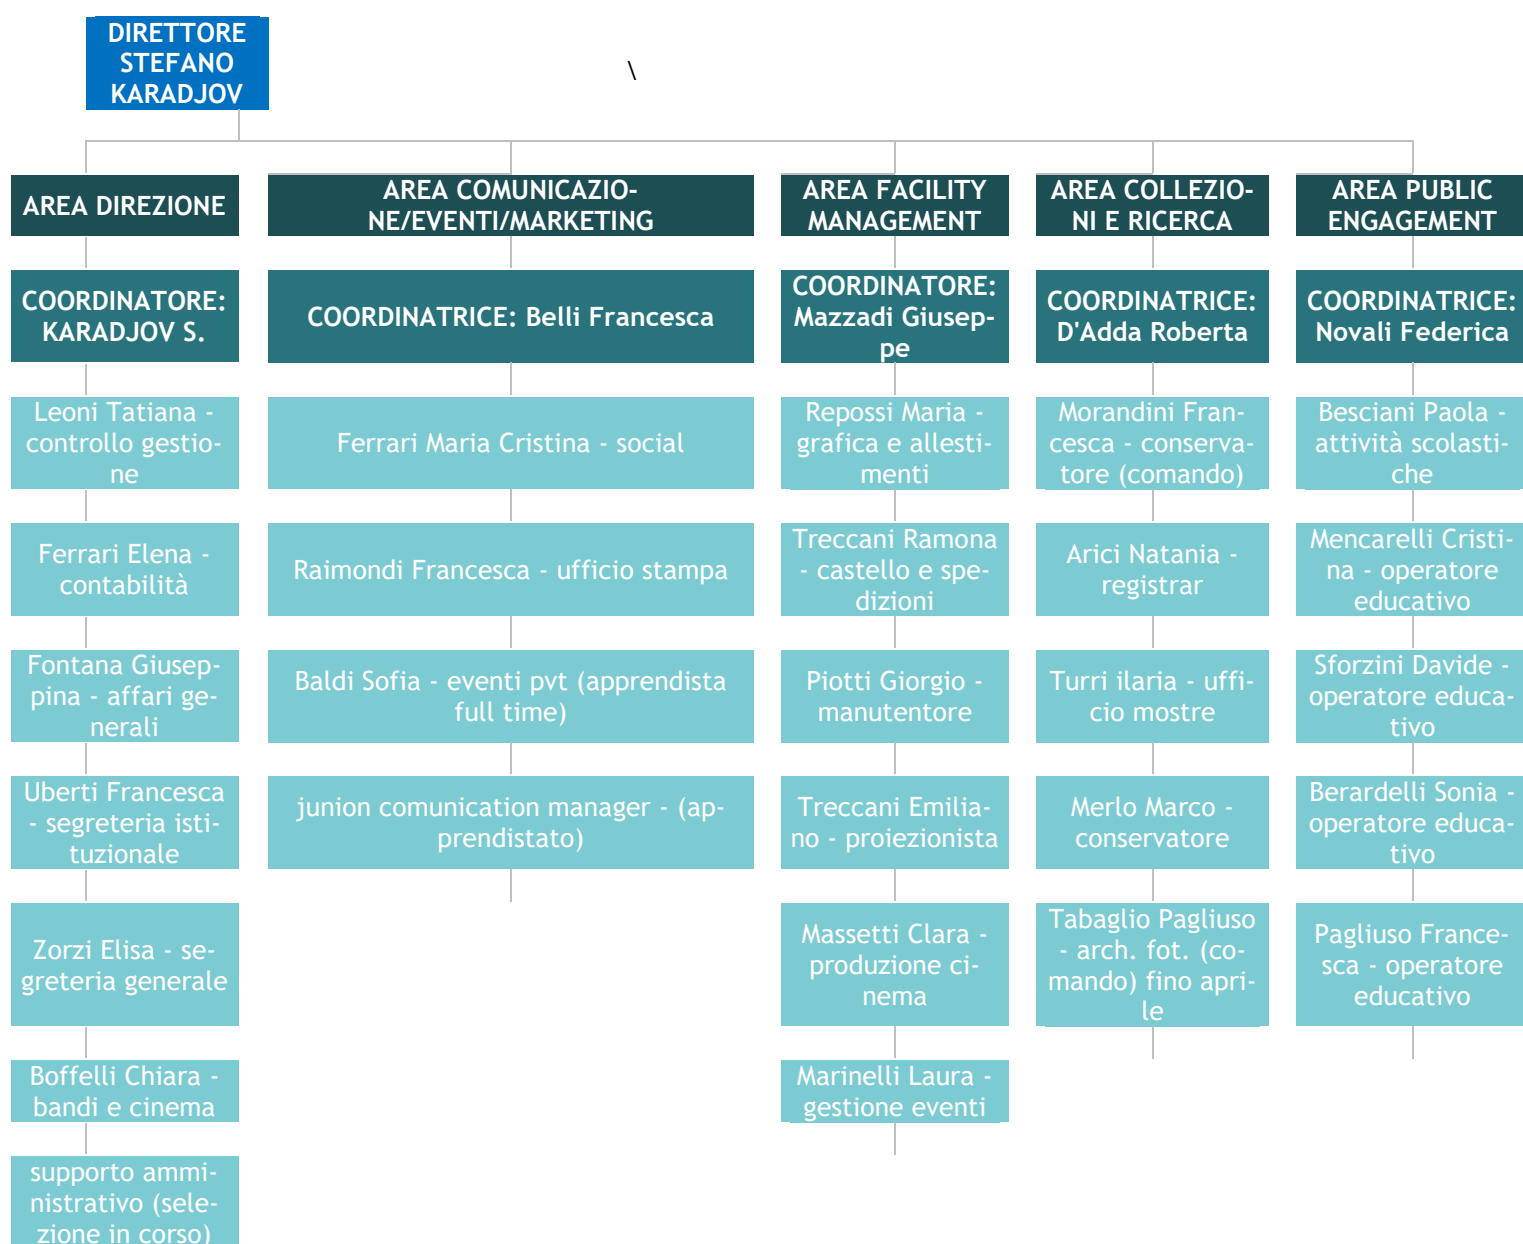 DIRETTORE
STEFANO
KARADJOV
\
AREA DIREZIONE
COORDINATORE:
KARADJOV S.
Leoni Tatiana -
controllo gestio-
ne
Ferrari Elena -
contabilità
Fontana Giusep-
pina - affari ge-
nerali
Uberti Francesca
- segreteria isti-
tuzionale
Zorzi Elisa - se-
greteria generale
Boffelli Chiara -
bandi e cinema
supporto ammi-
nistrativo (sele-
zione in corso)
AREA COMUNICAZIO-
NE/EVENTI/MARKETING
COORDINATRICE: Belli Francesca
Ferrari Maria Cristina - social
Raimondi Francesca - ufficio stampa
Baldi Sofia - eventi pvt (apprendista
full time)
junion comunication manager - (ap-
prendistato)
AREA FACILITY
MANAGEMENT
COORDINATORE:
Mazzadi Giusep-
pe
Repossi Maria -
grafica e allesti-
menti
Treccani Ramona
- castello e spe-
dizioni
Piotti Giorgio -
manutentore
Treccani Emilia-
no - proiezionista
Massetti Clara -
produzione ci-
nema
Marinelli Laura -
gestione eventi
AREA COLLEZIO-
NI E RICERCA
COORDINATRICE:
D'Adda Roberta
Morandini Fran-
cesca - conserva-
tore (comando)
Arici Natania -
registrar
Turri ilaria - uffi-
cio mostre
Merlo Marco -
conservatore
Tabaglio Pagliuso
- arch. fot. (co-
mando) fino apri-
le
AREA PUBLIC
ENGAGEMENT
COORDINATRICE:
Novali Federica
Besciani Paola -
attività scolasti-
che
Mencarelli Cristi-
na - operatore
educativo
Sforzini Davide -
operatore educa-
tivo
Berardelli Sonia -
operatore educa-
tivo
Pagliuso France-
sca - operatore
educativo